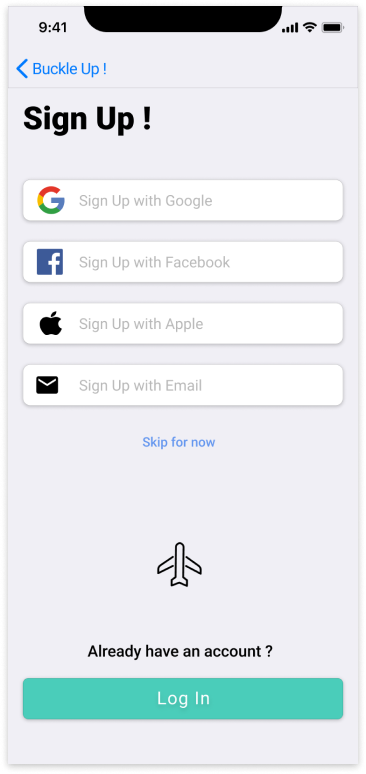 9:41
Buckle Up !
Sign Up !
Sign Up with Google
Sign Up with Facebook
Sign Up with Apple
Sign Up with Email
Skip for now
Already have an account ?
Log In